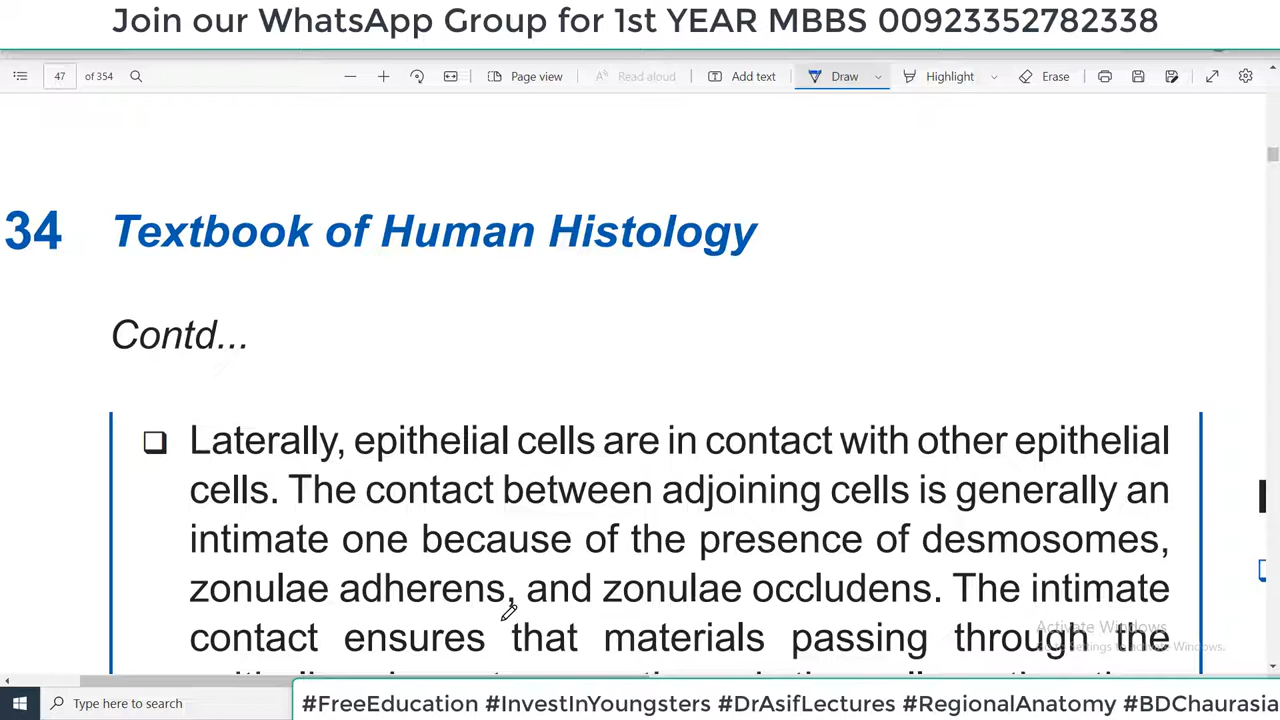 Join our WhatsApp Group for 1st YEAR MBBS 00923352782338
47 of 354 Page view Read aloud Add text Draw Highlight Erase
34 Textbook of Human Histology
Contd...
❑ Laterally, epithelial cells are in contact with other epithelial
cells. The contact between adjoining cells is generally an
intimate one because of the presence of desmosomes,
zonulae adherens, and zonulae occludens. The intimate
contact ensures that materials passing through the
Activate Windows
Type here to search
#FreeEducation #InvestInYoungsters #DrAsifLectures #RegionalAnatomy #BDChaurasia